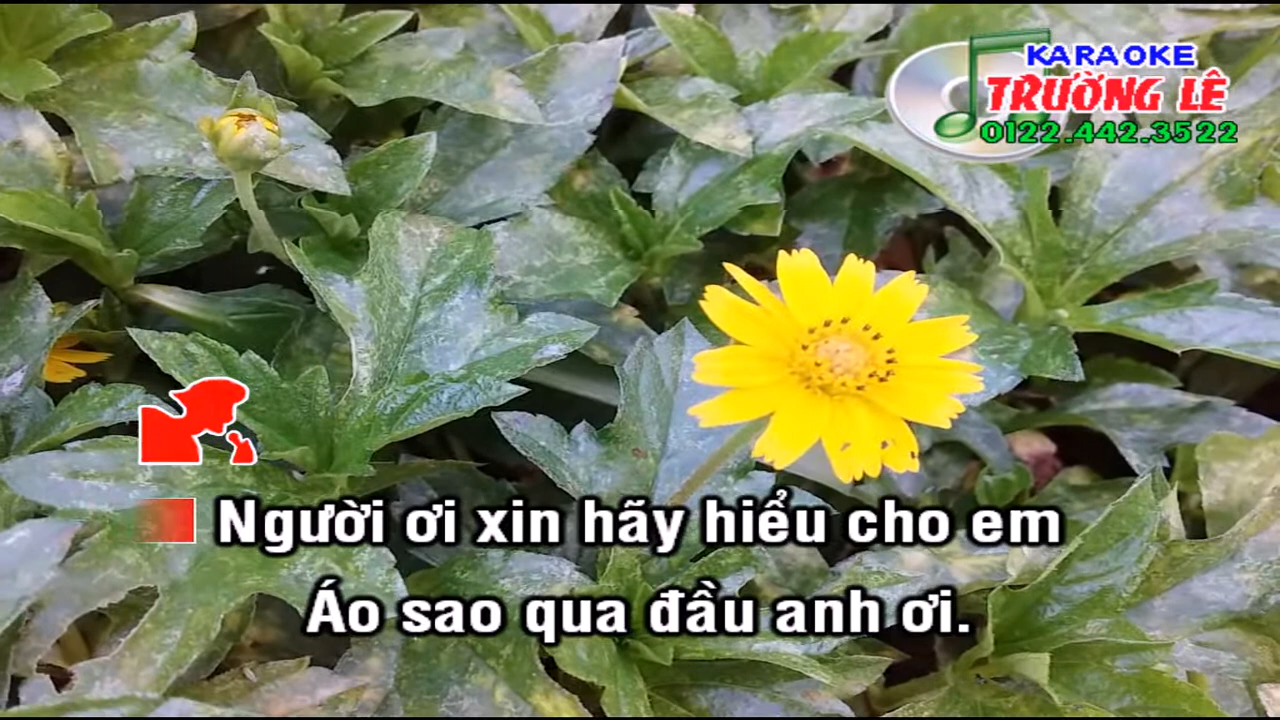 KARAOKE
TRƯỜNG LÊ
0122.442.3522
Người ơi xin hãy hiểu cho em
Áo sao qua đầu anh ơi.